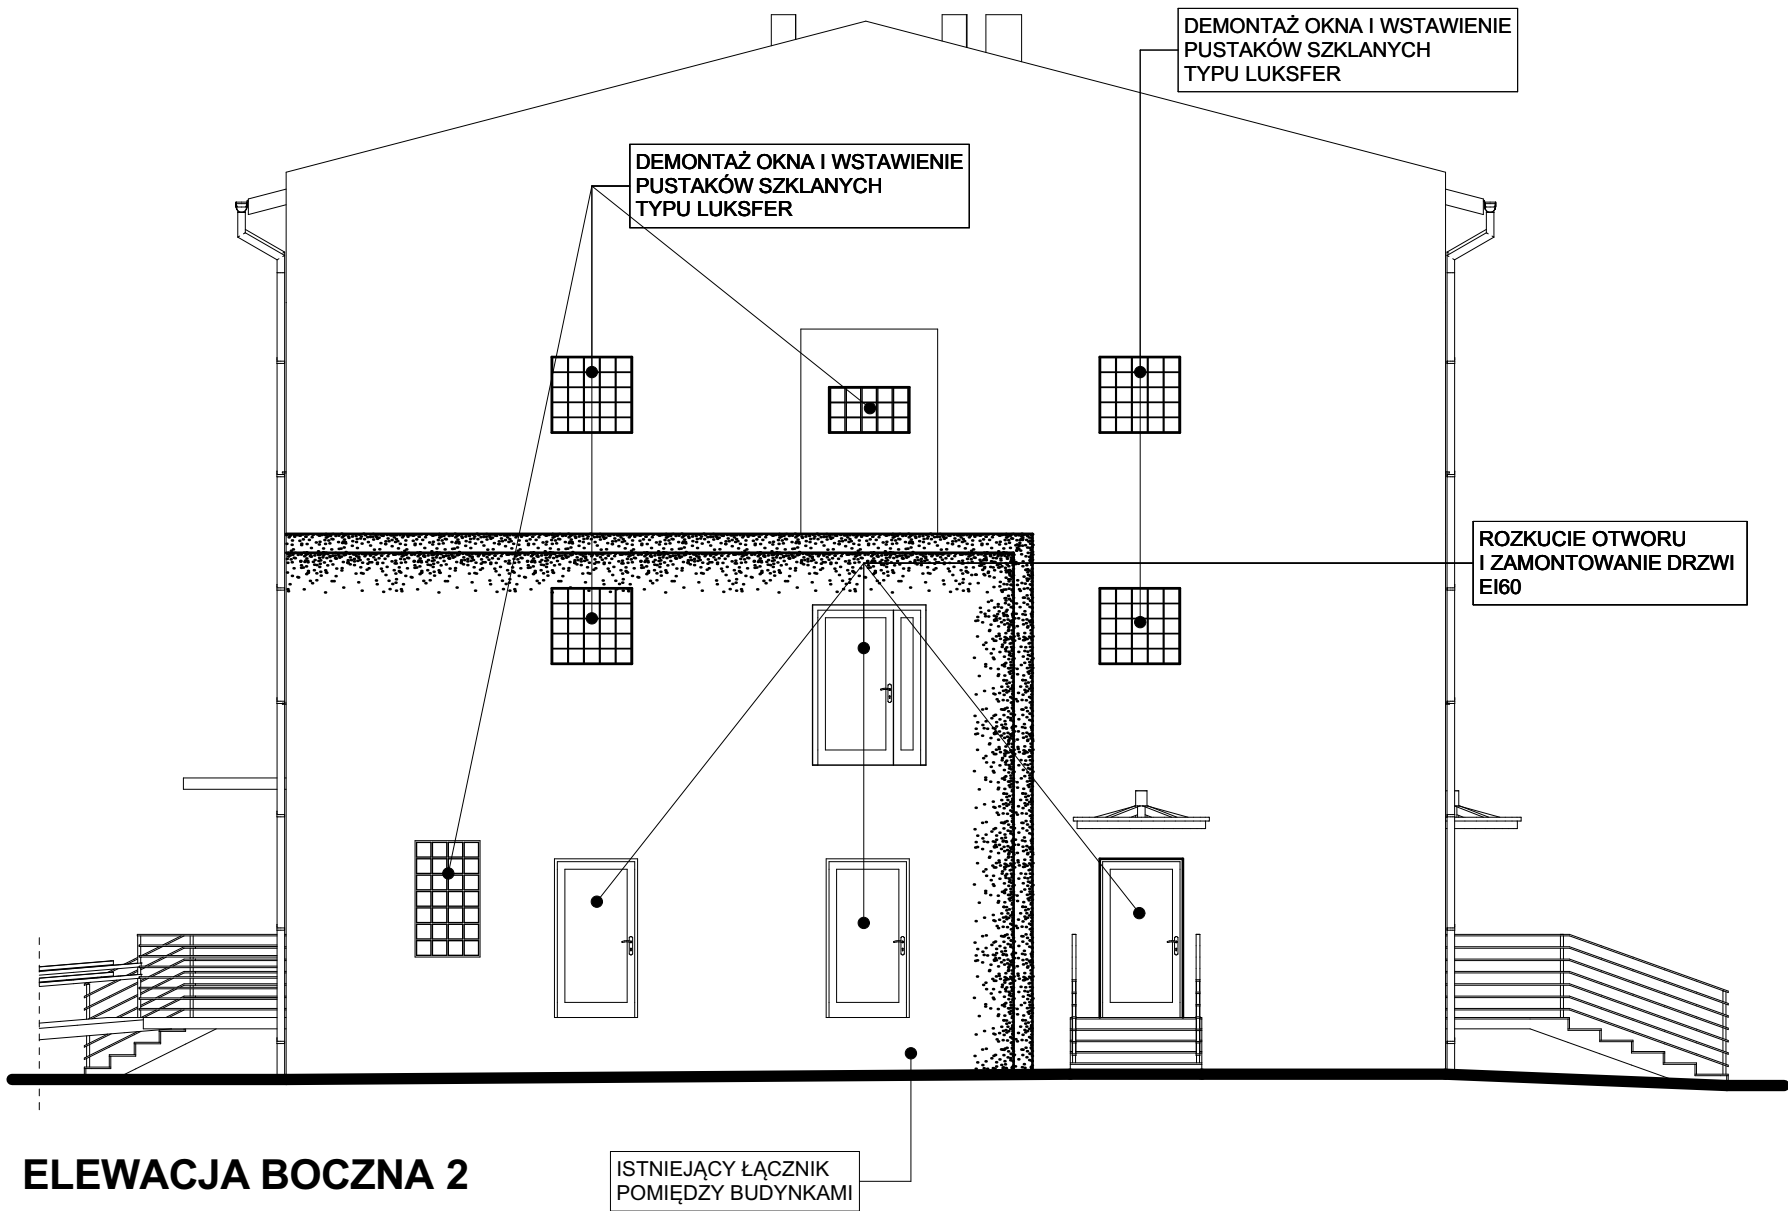 DEMONTAŻ OKNA I WSTAWIENIE
PUSTAKÓW SZKLANYCH
TYPU LUKSFER
DEMONTAŻ OKNA I WSTAWIENIE
PUSTAKÓW SZKLANYCH
TYPU LUKSFER
ROZKUCIE OTWORU
I ZAMONTOWANIE DRZWI
EI60
ELEWACJA BOCZNA 2
ISTNIEJĄCY ŁĄCZNIK
POMIĘDZY BUDYNKAMI